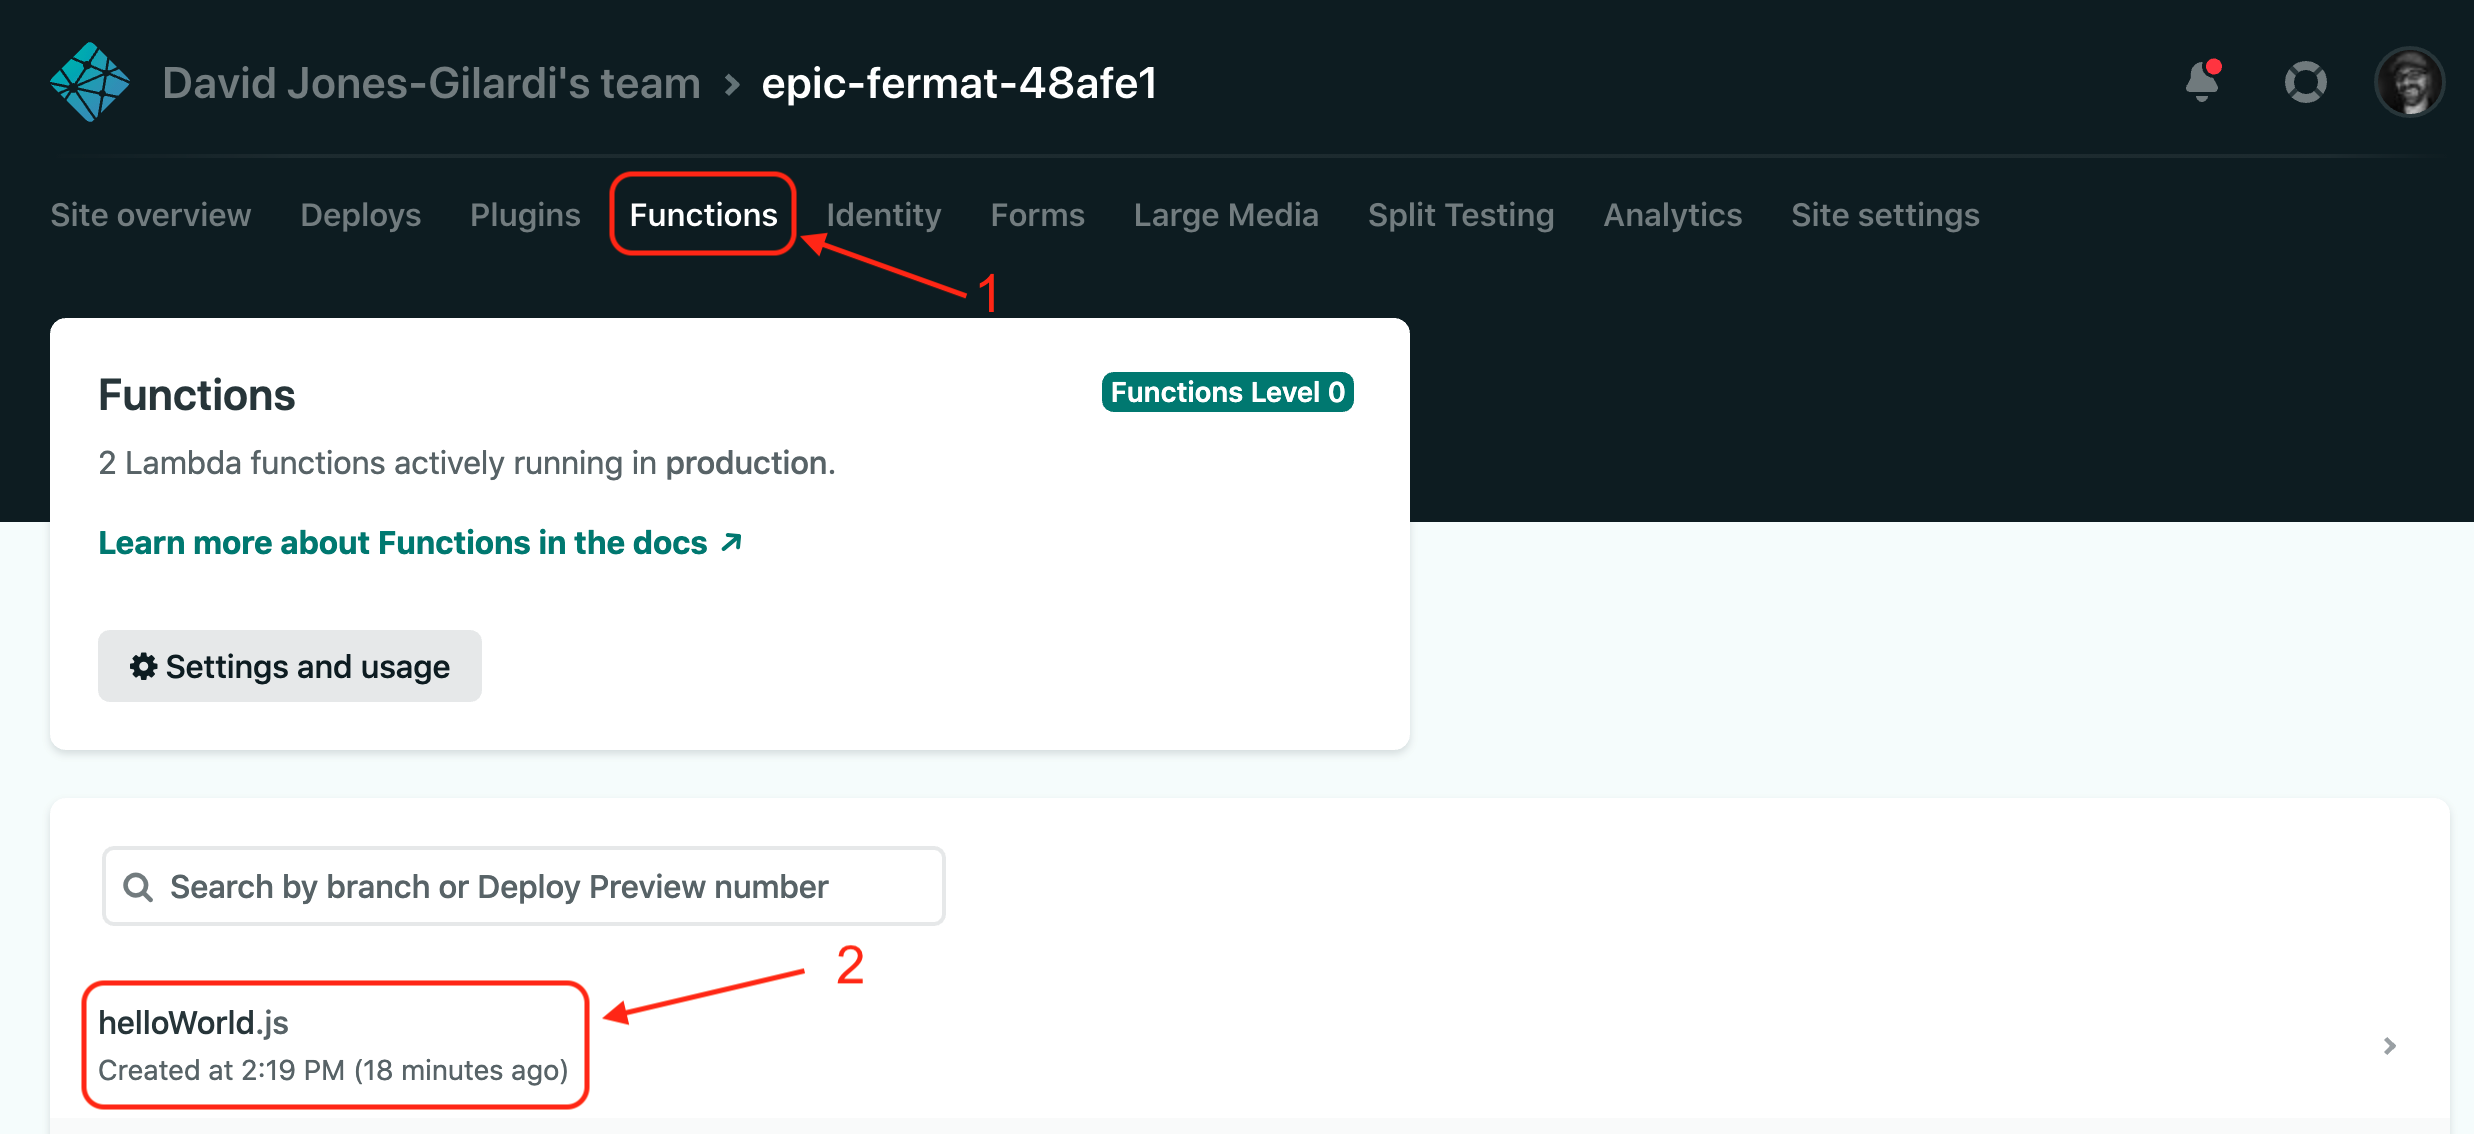 David Jones-Gilardi's team > epic-fermat-48afe1
Site overview Deploys Plugins Functions Identity Forms Large Media Split Testing Analytics Site settings
1
Functions
Functions Level 0
2 Lambda functions actively running in production.
Learn more about Functions in the docs ↗
Settings and usage
Search by branch or Deploy Preview number
2
helloWorld.js
Created at 2:19 PM (18 minutes ago)